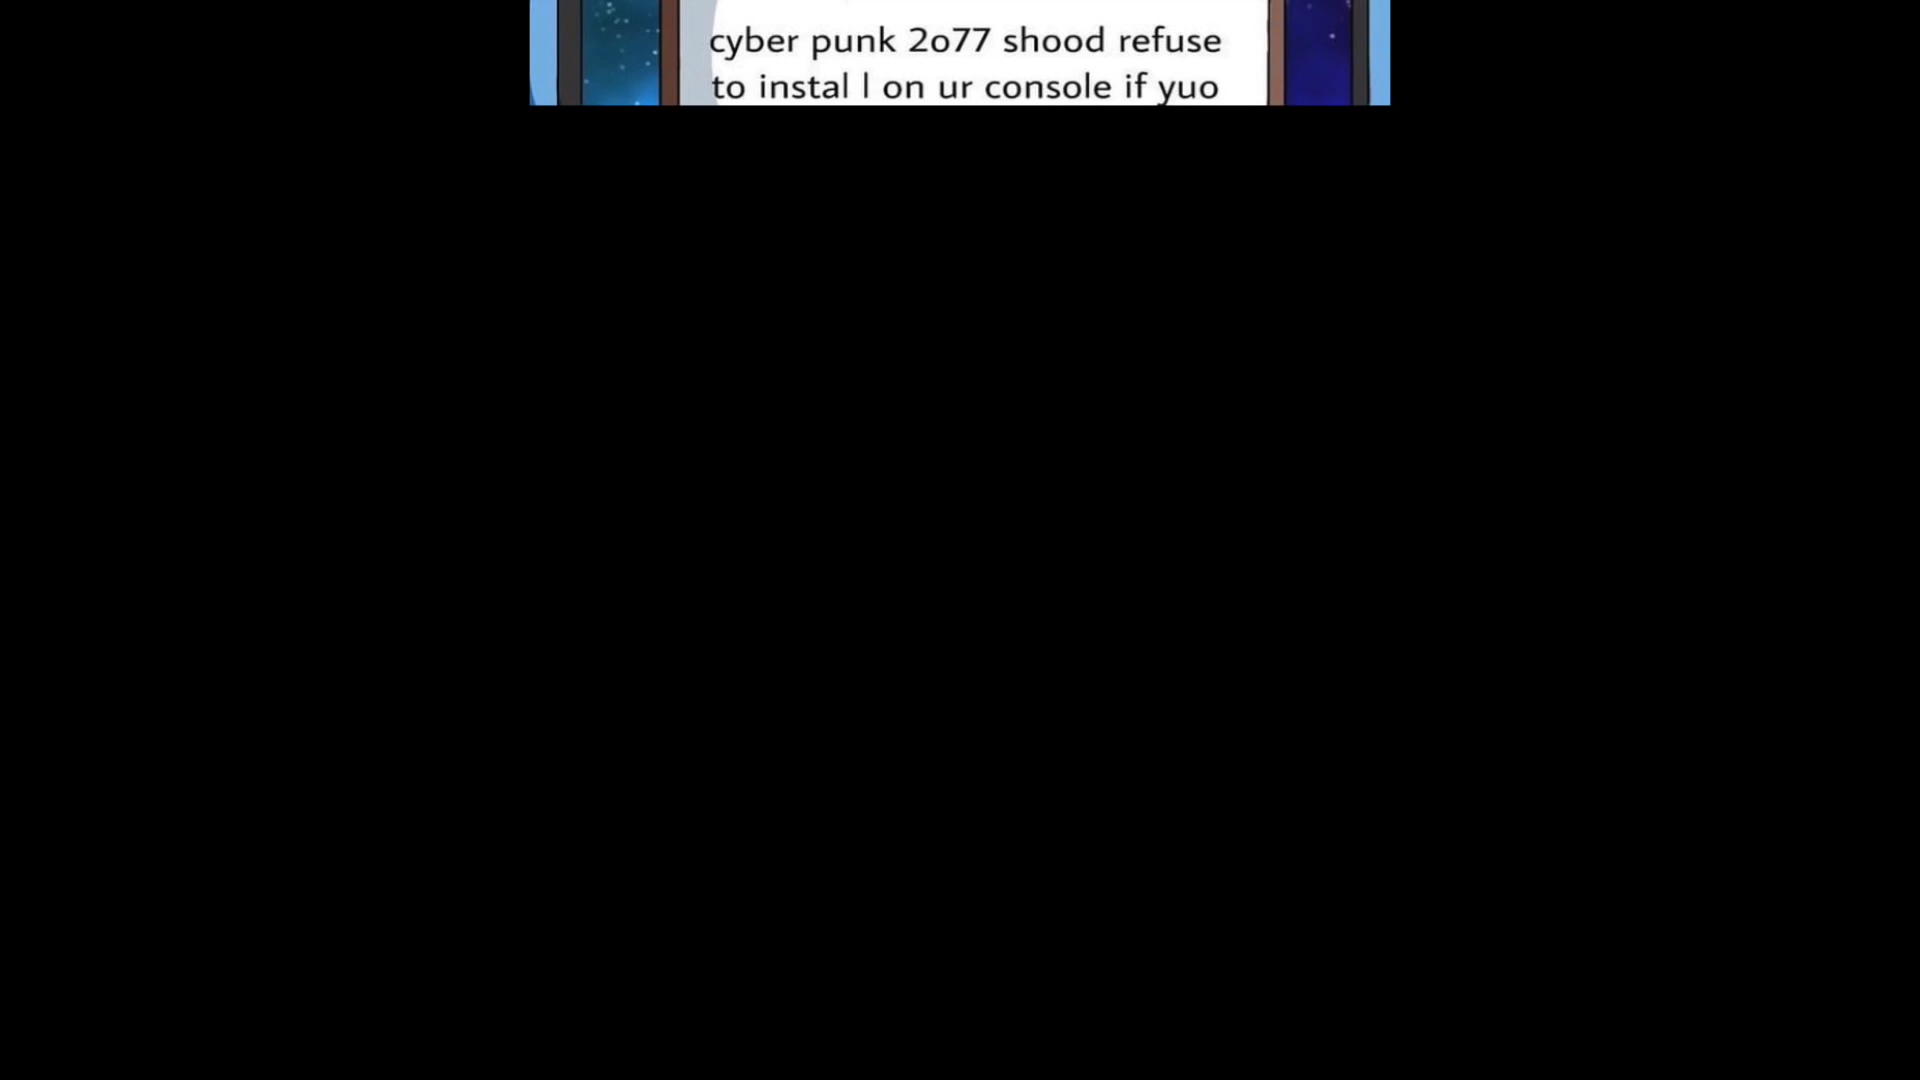 cyber punk 2o77 shood refuse
to instal l on ur console if yuo